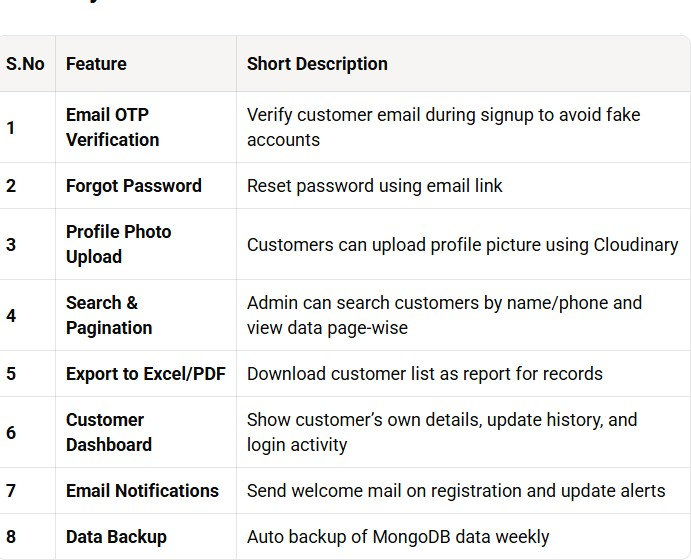 S.No Feature Short Description
1 Email OTP Verification Verify customer email during signup to avoid fake accounts
2 Forgot Password Reset password using email link
3 Profile Photo Upload Customers can upload profile picture using Cloudinary
4 Search & Pagination Admin can search customers by name/phone and view data page-wise
5 Export to Excel/PDF Download customer list as report for records
6 Customer Dashboard Show customer’s own details, update history, and login activity
7 Email Notifications Send welcome mail on registration and update alerts
8 Data Backup Auto backup of MongoDB data weekly